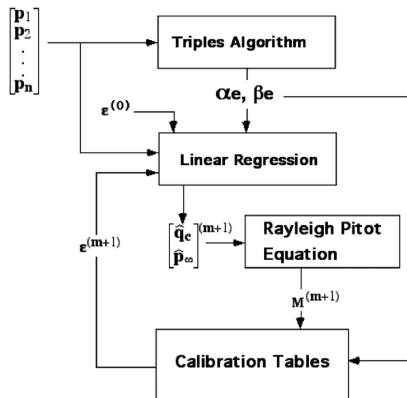 p1
p2
.
.
.
pn
Triples Algorithm
αe, βe
ε(0)
Linear Regression
ε(m+1)
q̂c
p̂∞
(m+1)
Rayleigh Pitot
Equation
M(m+1)
Calibration Tables